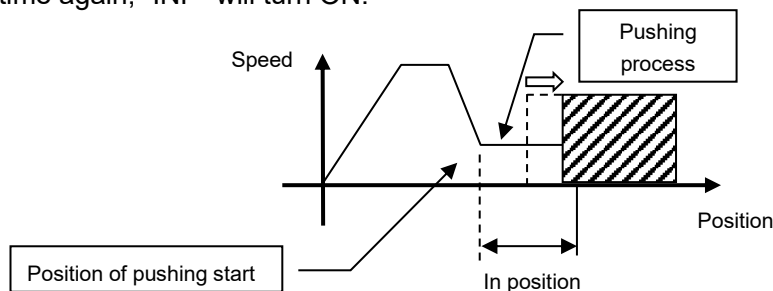 time again, "INP" will turn ON.
Pushing
process
Speed
Position
Position of pushing start
In position